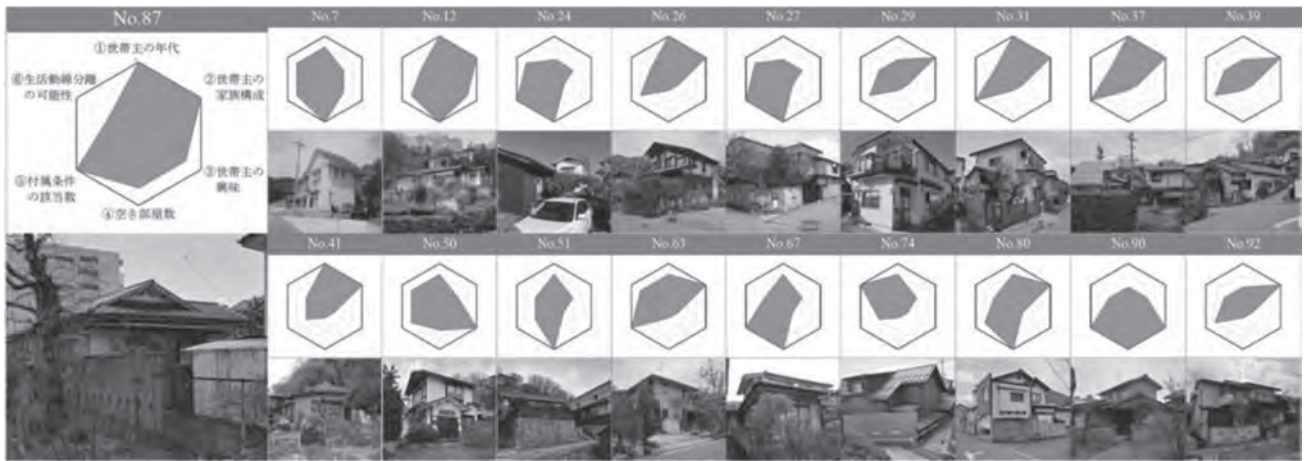 No.87
①世帯主の年代
⑥生活動線分離
の可能性
②世帯主の
家族構成
③世帯主の
興味
⑤付属条件
の該当数
④空き部屋数
No.7
No.12
No.24
No.26
No.27
No.29
No.31
No.37
No.39
No.41
No.50
No.51
No.63
No.67
No.74
No.80
No.90
No.92